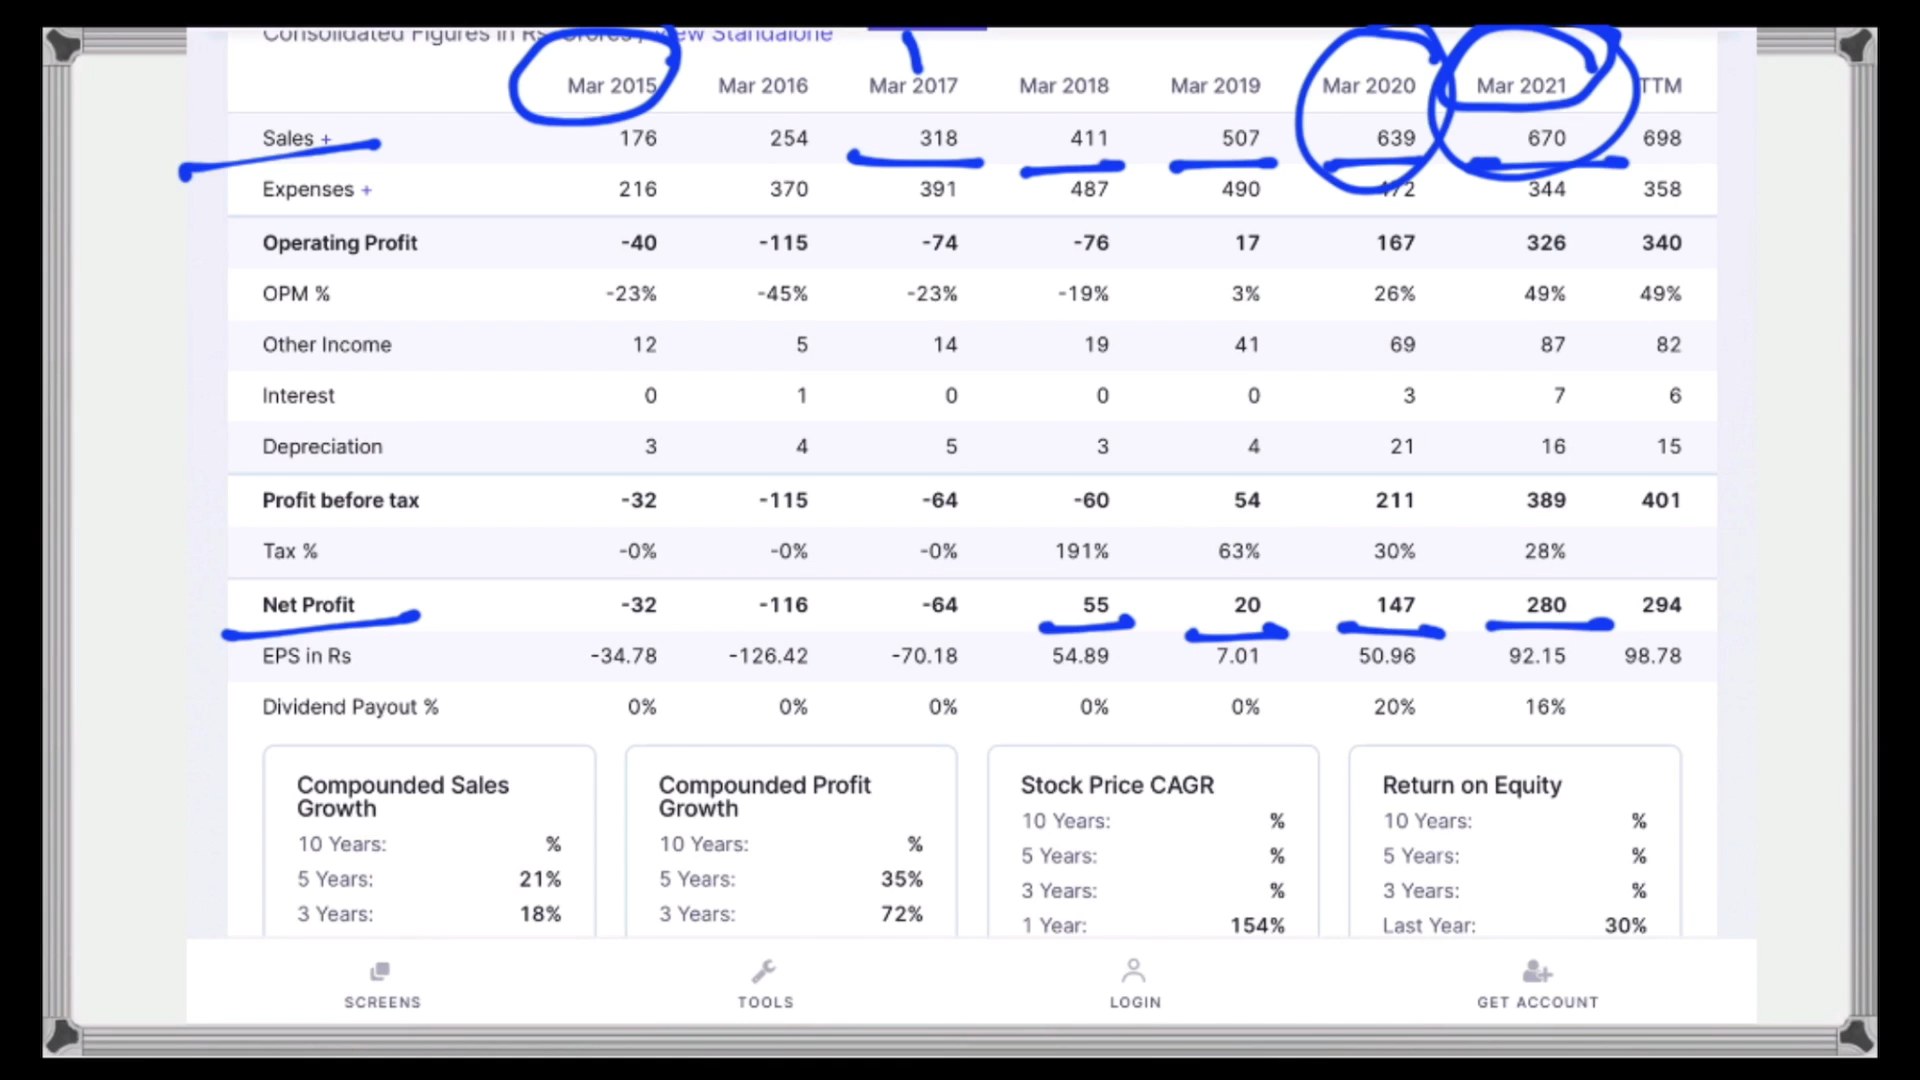 Consolidated Figures in Rs. Crores / View Standalone
Mar 2015 Mar 2016 Mar 2017 Mar 2018 Mar 2019 Mar 2020 Mar 2021 TTM
Sales + 176 254 318 411 507 639 670 698
Expenses + 216 370 391 487 490 472 344 358
Operating Profit -40 -115 -74 -76 17 167 326 340
OPM % -23% -45% -23% -19% 3% 26% 49% 49%
Other Income 12 5 14 19 41 69 87 82
Interest 0 1 0 0 0 3 7 6
Depreciation 3 4 5 3 4 21 16 15
Profit before tax -32 -115 -64 -60 54 211 389 401
Tax % -0% -0% -0% 191% 63% 30% 28%
Net Profit -32 -116 -64 55 20 147 280 294
EPS in Rs -34.78 -126.42 -70.18 54.89 7.01 50.96 92.15 98.78
Dividend Payout % 0% 0% 0% 0% 0% 20% 16%
Compounded Sales
Growth
10 Years: %
5 Years: 21%
3 Years: 18%
Compounded Profit
Growth
10 Years: %
5 Years: 35%
3 Years: 72%
Stock Price CAGR
10 Years: %
5 Years: %
3 Years: %
1 Year: 154%
Return on Equity
10 Years: %
5 Years: %
3 Years: %
Last Year: 30%
SCREENS TOOLS LOGIN GET ACCOUNT